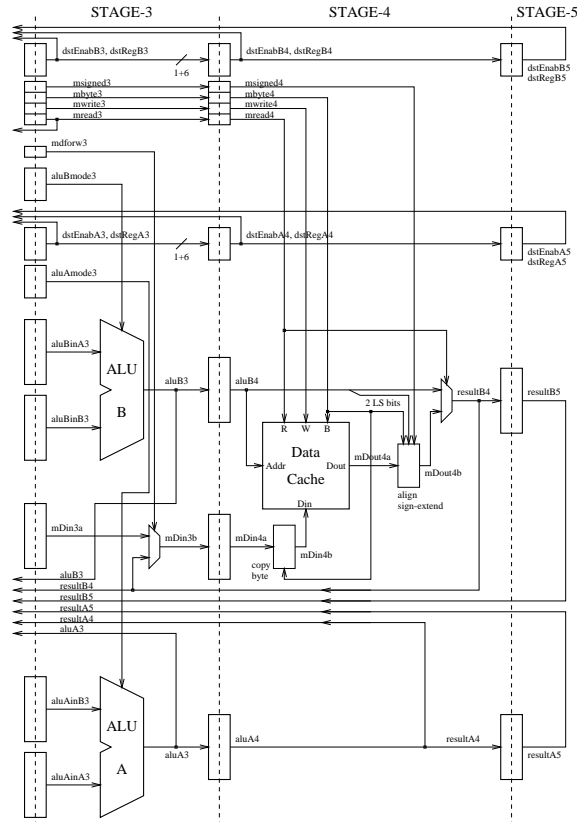 STAGE-3 STAGE-4 STAGE-5
dstEnabB3, dstRegB3 dstEnabB4, dstRegB4
1+6
dstEnabB5
dstRegB5
msigned3 msigned4
mbyte3 mbyte4
mwrite3 mwrite4
mread3 mread4
mdforw3
aluBmode3
dstEnabA3, dstRegA3 dstEnabA4, dstRegA4
1+6
dstEnabA5
dstRegA5
aluAmode3
aluBinA3
ALU
aluB3 aluB4 resultB4 resultB5
B
aluBinB3
2 LS bits
R W B
Data
Addr Dout mDout4a mDout4b
Cache
Din
align
sign-extend
mDin3a mDin3b mDin4a mDin4b
copy
byte
aluB3
resultB4
resultB5
resultA5
resultA4
aluA3
aluAinB3
ALU
aluA4 resultA4
aluA3 resultA5
A
aluAinA3